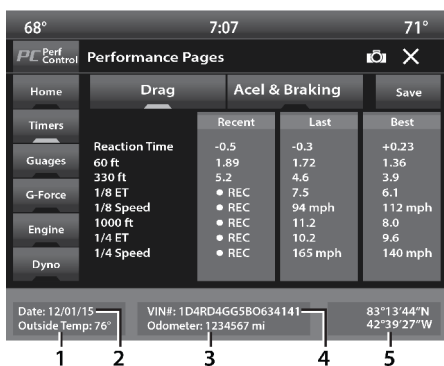 68° 7:07 71°
PC Perf Control Performance Pages
Home Drag Acel & Braking Save
Timers Recent Last Best
Reaction Time -0.5 -0.3 +0.23
60 ft 1.89 1.72 1.36
Guages 330 ft 5.2 4.6 3.9
1/8 ET REC 7.5 6.1
G-Force 1/8 Speed REC 94 mph 112 mph
1000 ft REC 11.2 8.0
Engine 1/4 ET REC 10.2 9.6
1/4 Speed REC 165 mph 140 mph
Dyno
Date: 12/01/15 VIN#: 1D4RD4GG5BO634141 83°13'44"N
Outside Temp: 76° Odometer: 1234567 mi 42°39'27"W
1 2 3 4 5